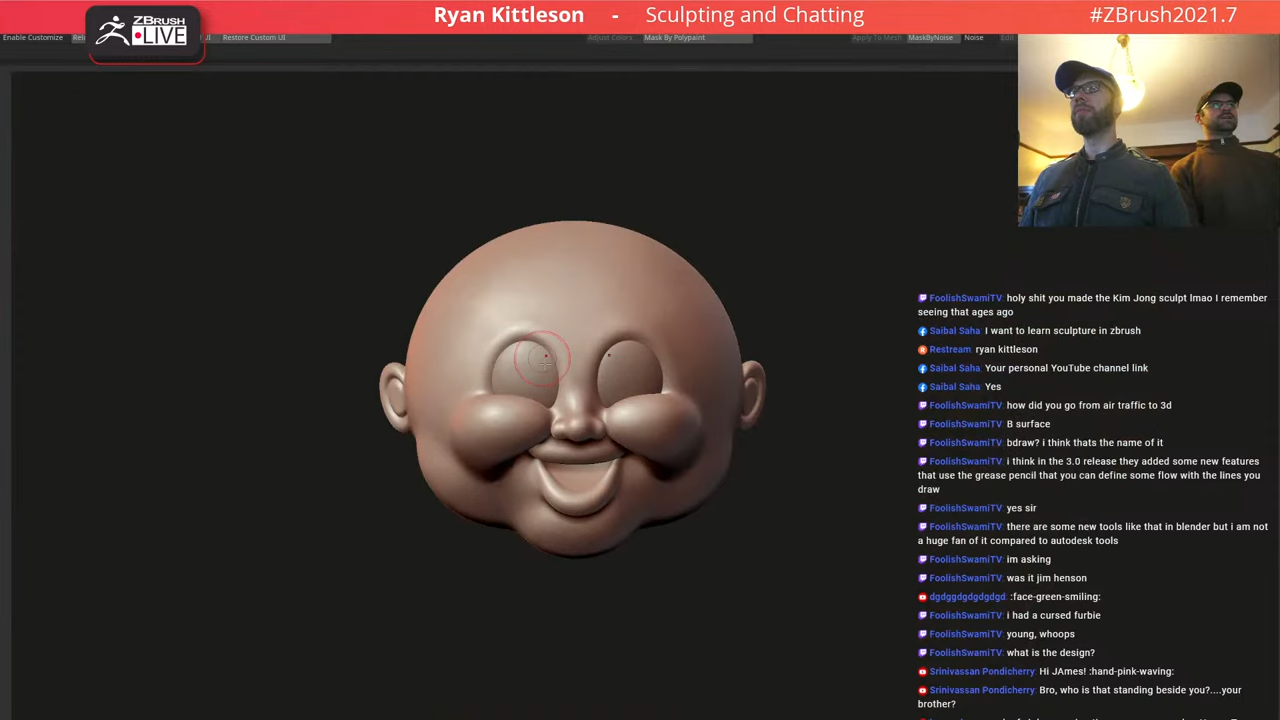 Ryan Kittleson - Sculpting and Chatting #ZBrush2021.7
ZBRUSH
LIVE
Enable Customize
Restore Custom UI
Adjust Colors
Mask By Polypaint
Apply To Mesh
MaskByNoise
Noise
Edit
FoolishSwamiTV: holy shit you made the Kim Jong sculpt lmao I remember
seeing that ages ago
Saibal Saha: I want to learn sculpture in zbrush
Restream: ryan kittleson
Saibal Saha: Your personal YouTube channel link
Saibal Saha: Yes
FoolishSwamiTV: how did you go from air traffic to 3d
FoolishSwamiTV: B surface
FoolishSwamiTV: bdraw? i think thats the name of it
FoolishSwamiTV: i think in the 3.0 release they added some new features
that use the grease pencil that you can define some flow with the lines you
draw
FoolishSwamiTV: yes sir
FoolishSwamiTV: there are some new tools like that in blender but i am not
a huge fan of it compared to autodesk tools
FoolishSwamiTV: im asking
FoolishSwamiTV: was it jim henson
dgdggdgdgdgdgd: :face-green-smiling:
FoolishSwamiTV: i had a cursed furbie
FoolishSwamiTV: young, whoops
FoolishSwamiTV: what is the design?
Srinivassan Pondicherry: Hi JAmes! :hand-pink-waving:
Srinivassan Pondicherry: Bro, who is that standing beside you?....your
brother?